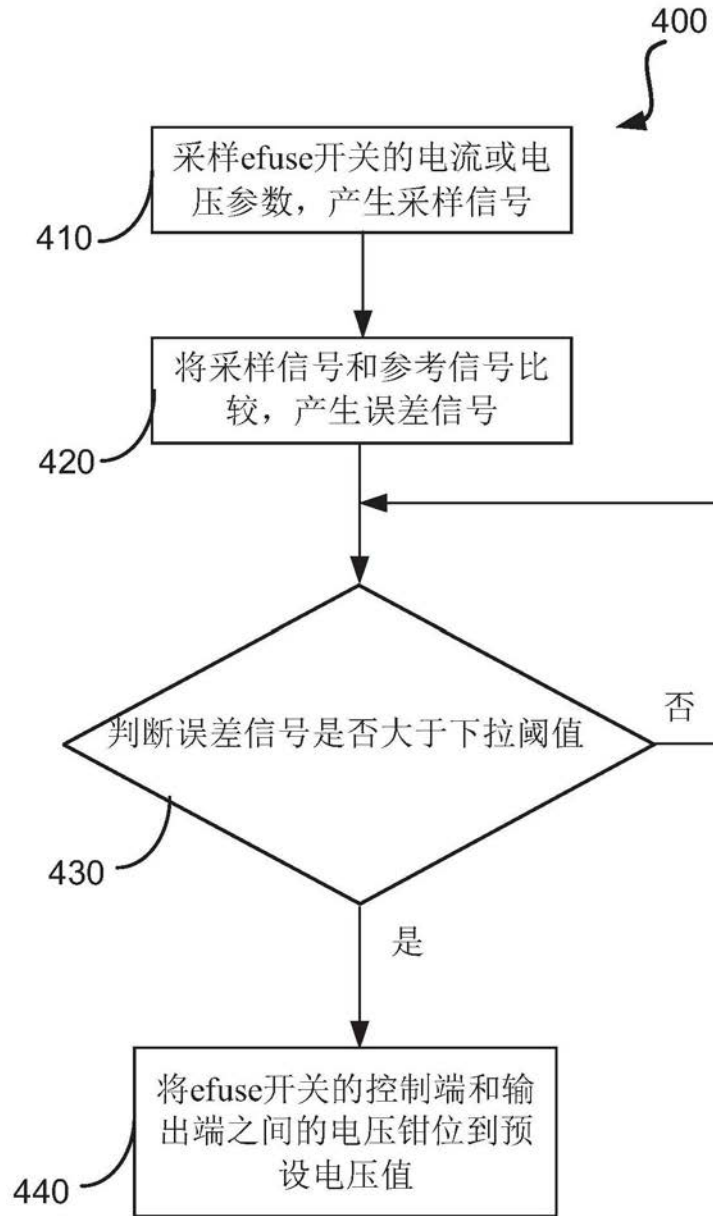 400
采样efuse开关的电流或电
压参数，产生采样信号
410
将采样信号和参考信号比
较，产生误差信号
420
判断误差信号是否大于下拉阈值
否
430
是
将efuse开关的控制端和输
出端之间的电压钳位到预
设电压值
440